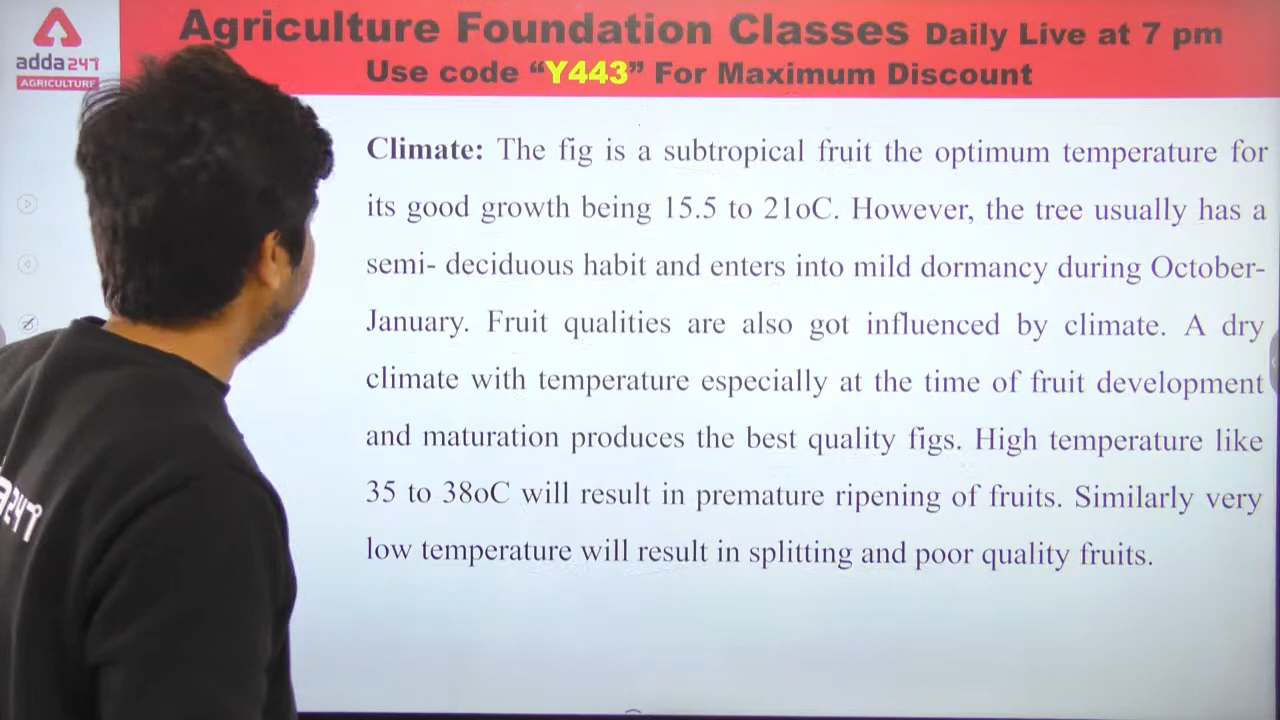 Agriculture Foundation Classes Daily Live at 7 pm
Use code “Y443” For Maximum Discount
adda247
AGRICULTURE
Climate: The fig is a subtropical fruit the optimum temperature for
its good growth being 15.5 to 21oC. However, the tree usually has a
semi- deciduous habit and enters into mild dormancy during October-
January. Fruit qualities are also got influenced by climate. A dry
climate with temperature especially at the time of fruit development
and maturation produces the best quality figs. High temperature like
35 to 38oC will result in premature ripening of fruits. Similarly very
low temperature will result in splitting and poor quality fruits.
a247